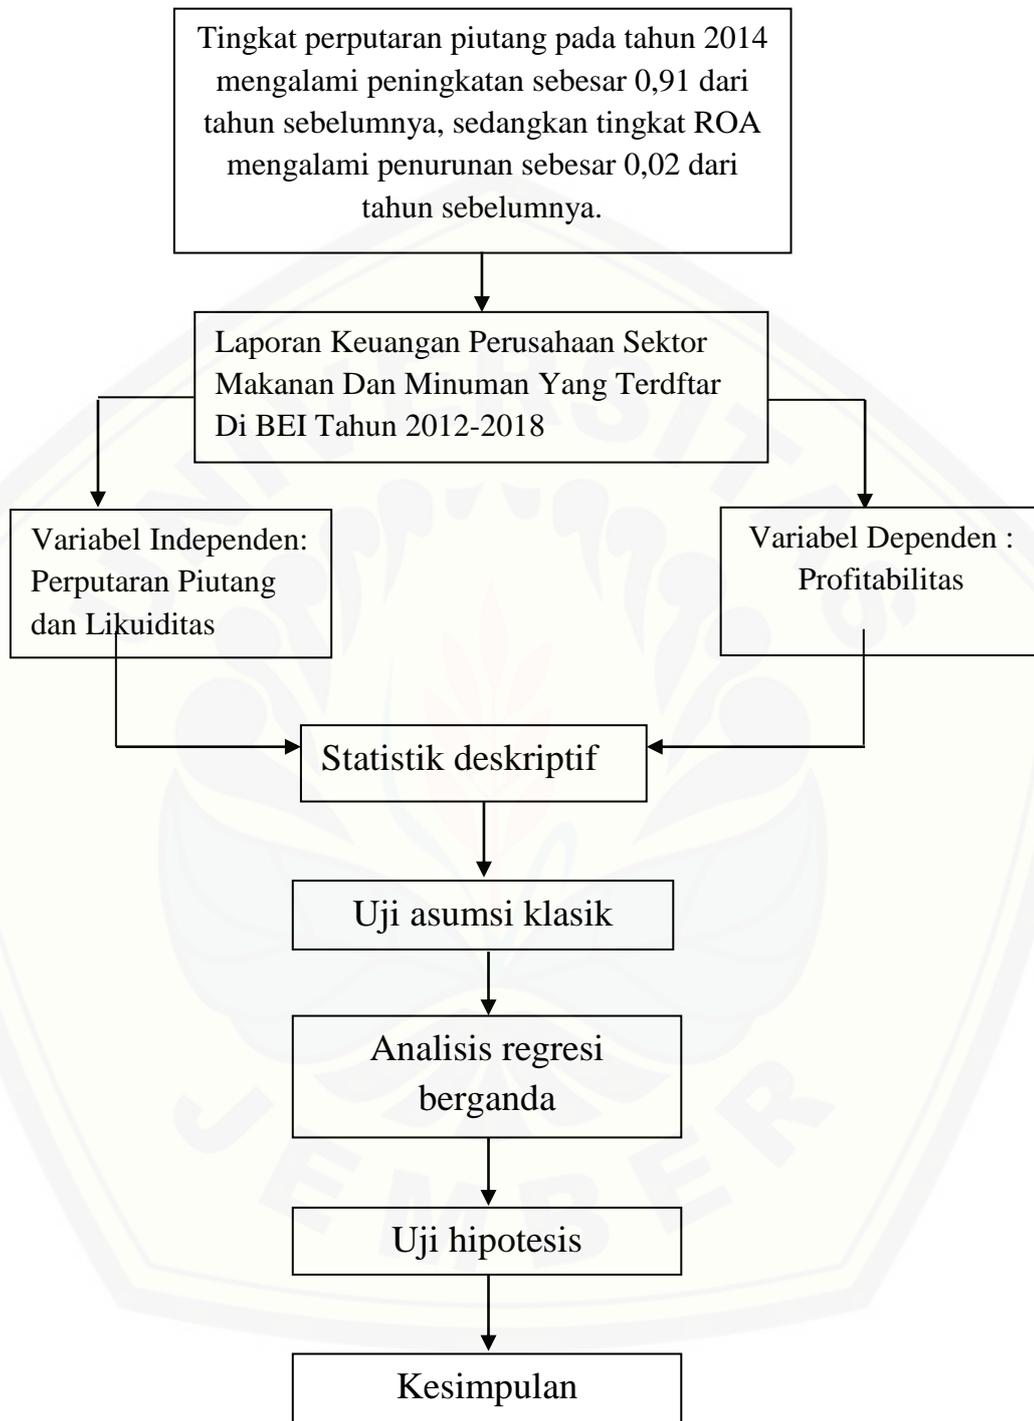 Tingkat perputaran piutang pada tahun 2014
mengalami peningkatan sebesar 0,91 dari
tahun sebelumnya, sedangkan tingkat ROA
mengalami penurunan sebesar 0,02 dari
tahun sebelumnya.
Laporan Keuangan Perusahaan Sektor
Makanan Dan Minuman Yang Terdftar
Di BEI Tahun 2012-2018
Variabel Independen:
Perputaran Piutang
dan Likuiditas
Variabel Dependen :
Profitabilitas
Statistik deskriptif
Uji asumsi klasik
Analisis regresi
berganda
Uji hipotesis
Kesimpulan
UNIVERSITAS
JEMBER